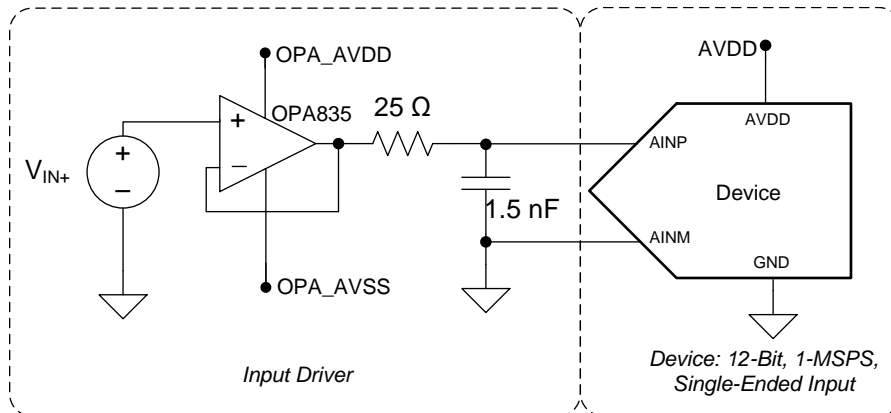 OPA_AVDD
AVDD
OPA835
25 Ω
+
−
AVDD
AINP
V IN+
+
−
Device
1.5 nF
AINM
GND
OPA_AVSS
Input Driver
Device: 12-Bit, 1-MSPS,
Single-Ended Input